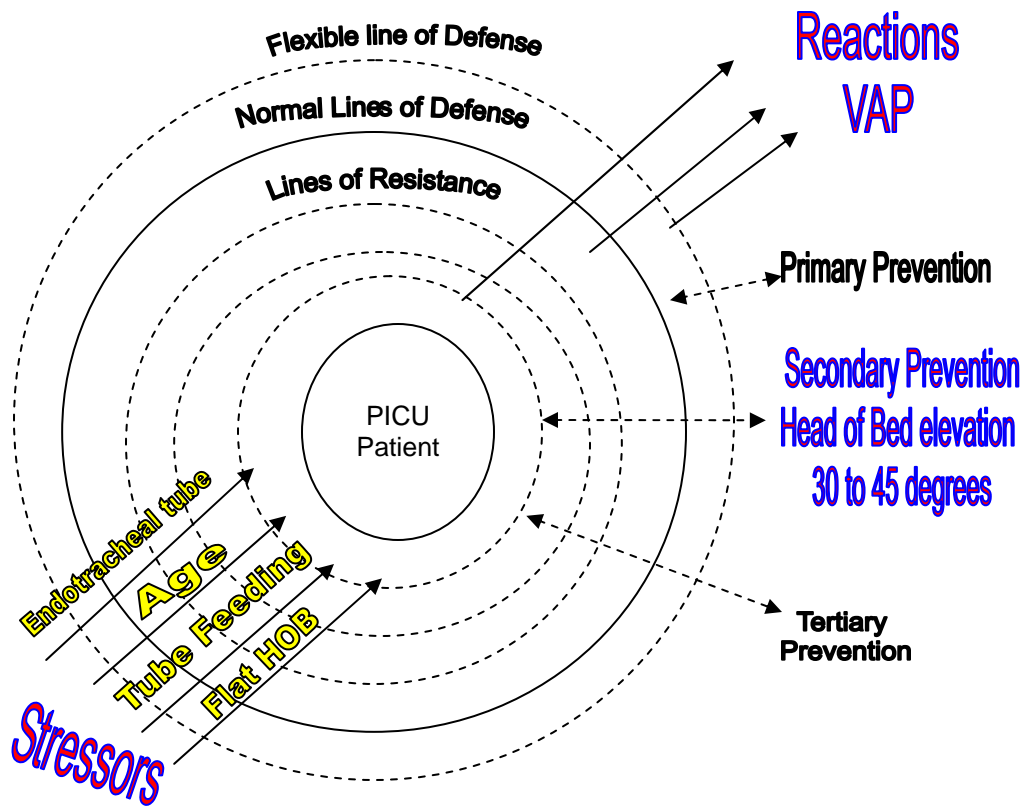 Flexible line of Defense
Normal Lines of Defense
Lines of Resistance
Reactions
VAP
Primary Prevention
Secondary Prevention
Head of Bed elevation
30 to 45 degrees
Tertiary
Prevention
PICU
Patient
Endotracheal tube
Age
Tube Feeding
Flat HOB
Stressors